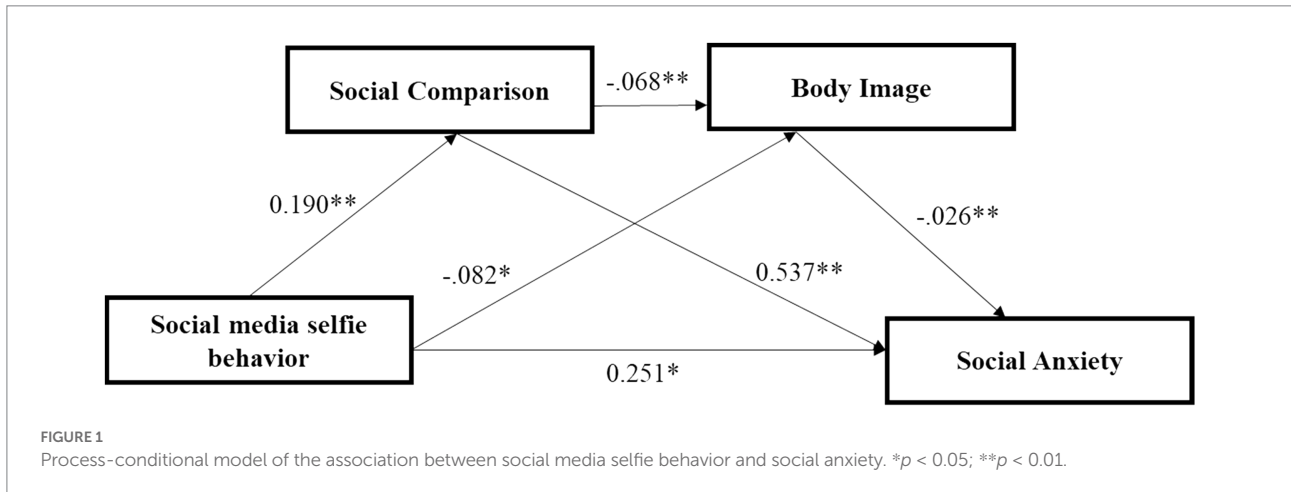 Social Comparison
-.068**
Body Image
0.190**
-.082*
0.537**
-.026**
Social media selfie
behavior
0.251*
Social Anxiety
FIGURE 1
Process-conditional model of the association between social media selfie behavior and social anxiety. *p < 0.05; **p < 0.01.